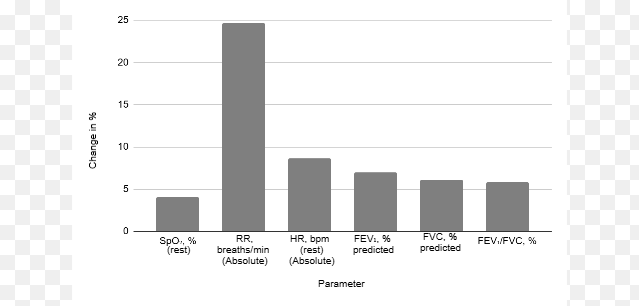 25
20
15
10
5
0
Change in %
SpO₂, %
(rest)
RR,
breaths/min
(Absolute)
HR, bpm
(rest)
(Absolute)
FEV₁, %
predicted
FVC, %
predicted
FEV₁/FVC, %
Parameter